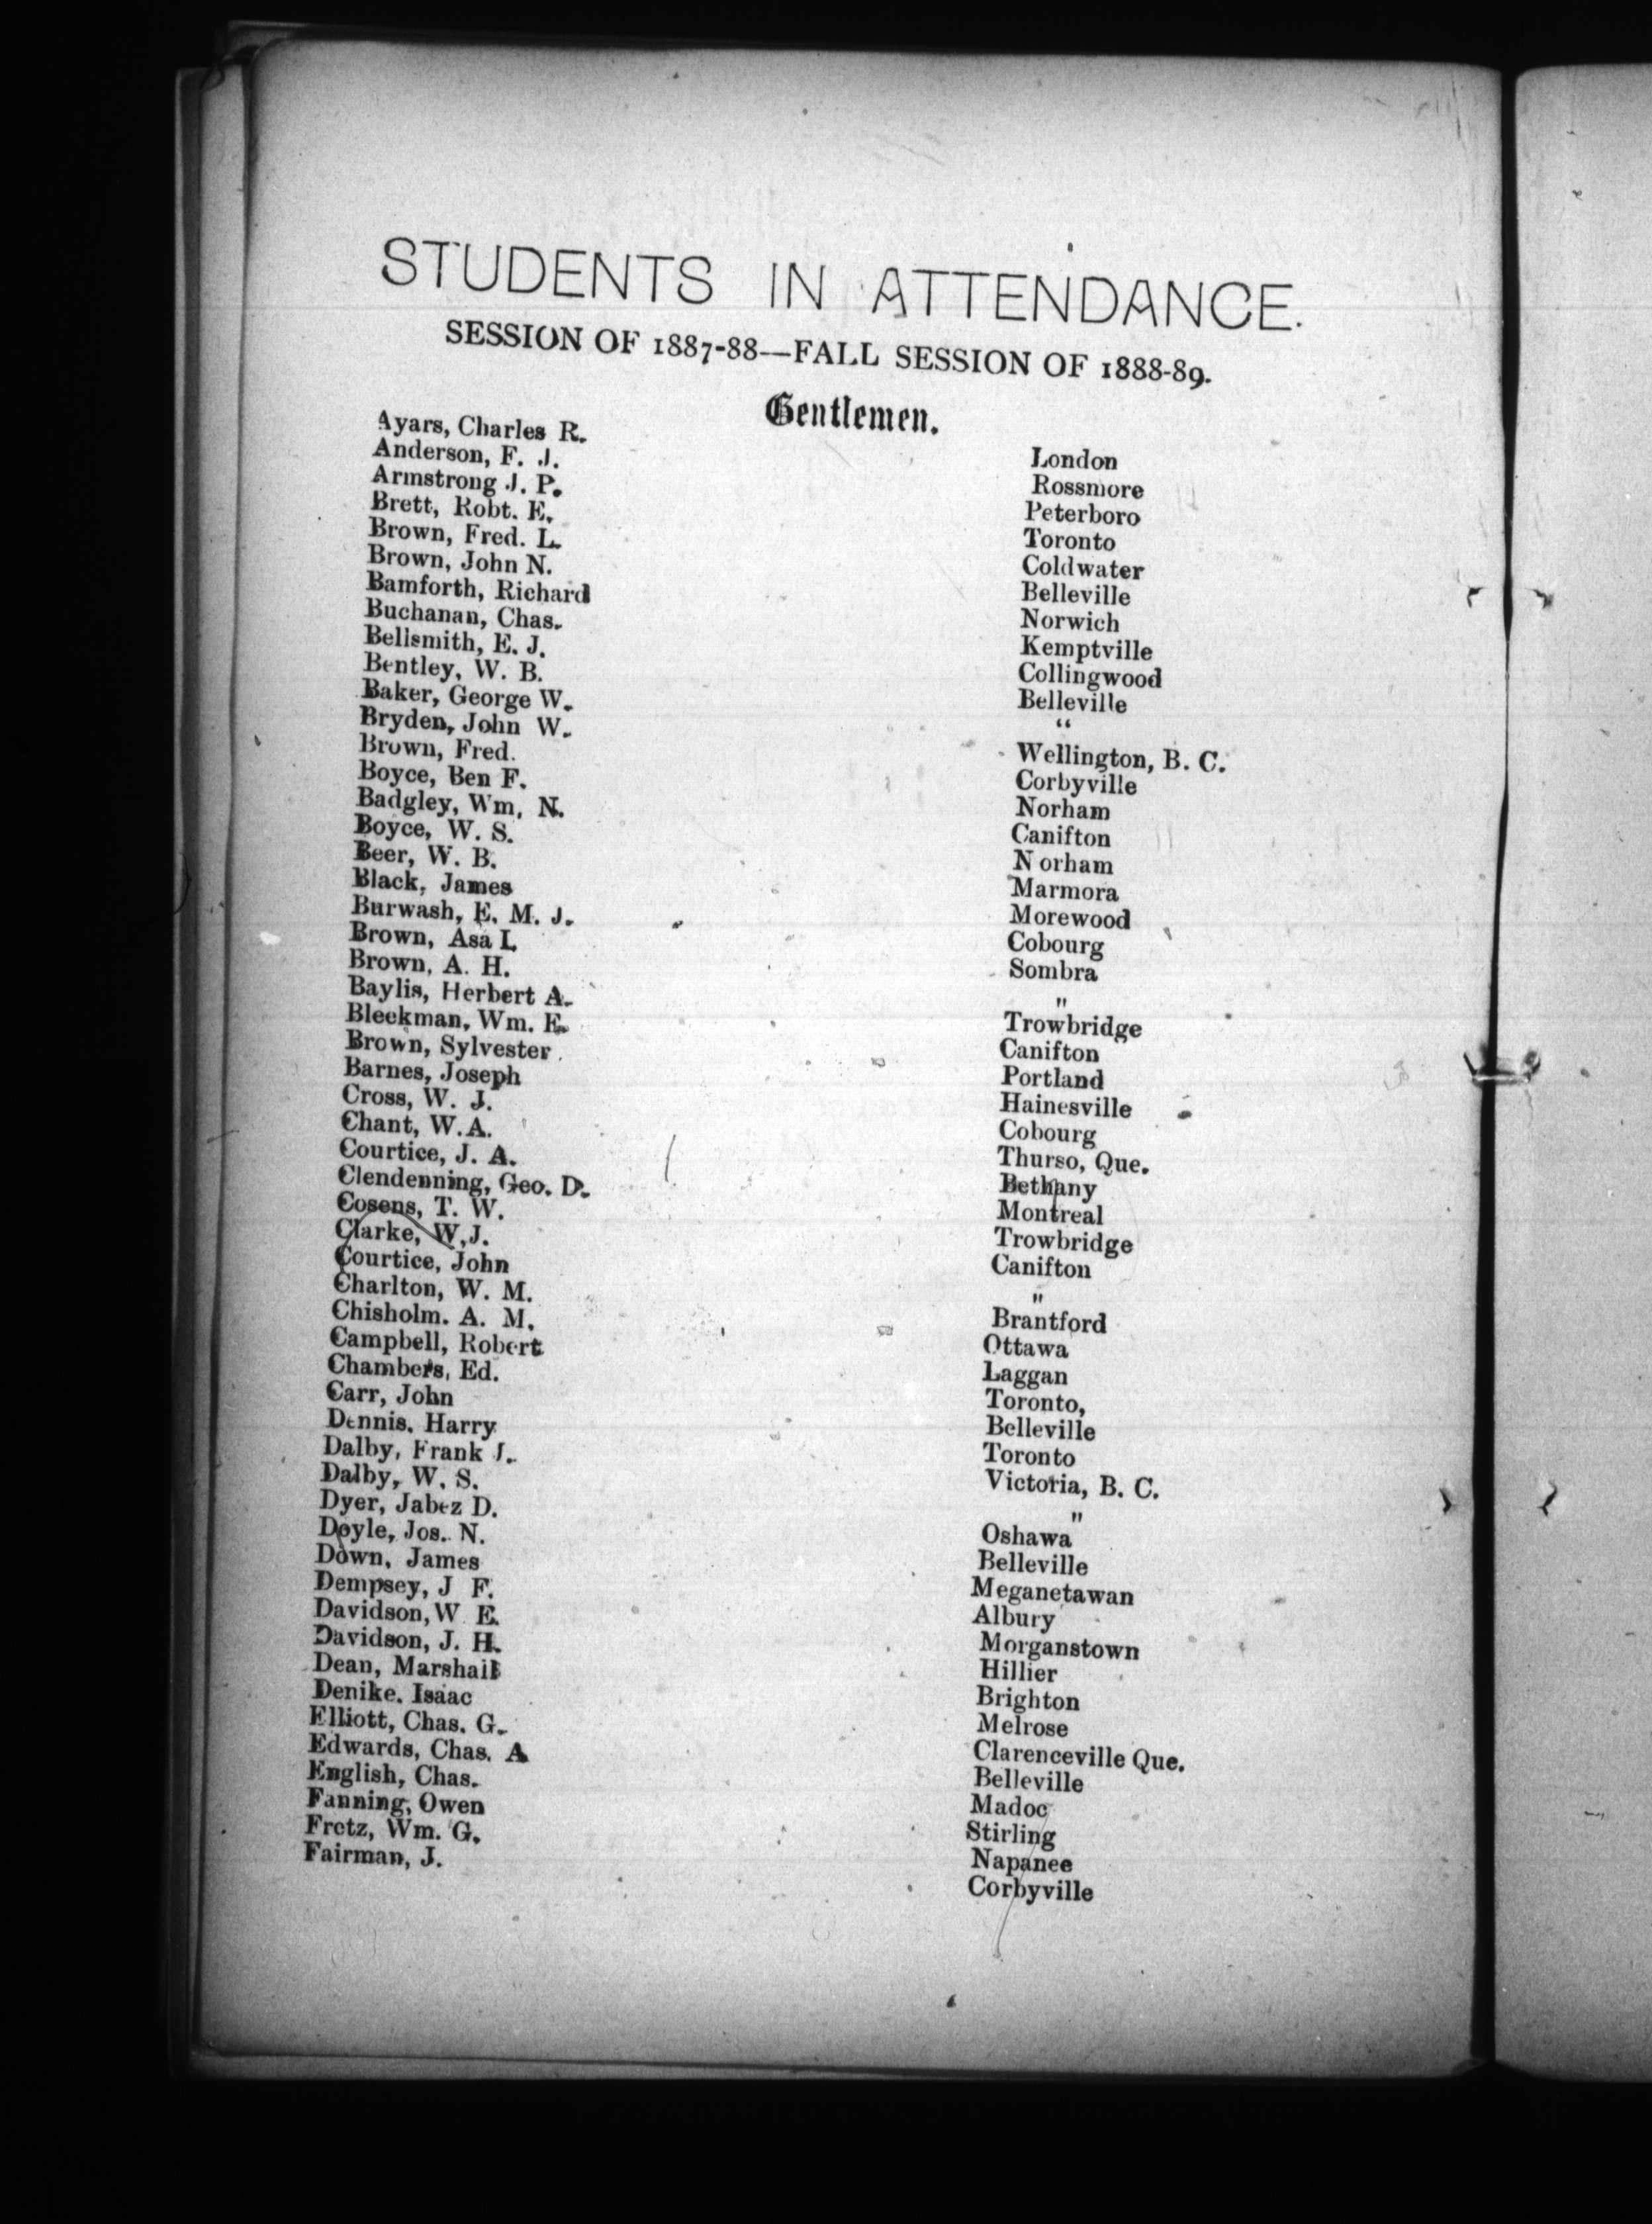 STUDENTS IN ATTENDANCE.
SESSION OF 1887-88—FALL SESSION OF 1888-89.
Gentlemen.
Ayars, Charles R. London
Anderson, F. J. Rossmore
Armstrong J. P. Peterboro
Brett, Robt. E. Toronto
Brown, Fred. L. Coldwater
Brown, John N. Belleville
Bamforth, Richard Norwich
Buchanan, Chas. Kemptville
Bellsmith, E. J. Collingwood
Bentley, W. B. Belleville
Baker, George W. "
Bryden, John W. Wellington, B. C.
Brown, Fred. Corbyville
Boyce, Ben F. Norham
Badgley, Wm, N. Canifton
Boyce, W. S. Norham
Beer, W. B. Marmora
Black, James Morewood
Burwash, E. M. J. Cobourg
Brown, Asa I. Sombra
Brown, A. H. "
Baylis, Herbert A. Trowbridge
Bleekman, Wm. E. Canifton
Brown, Sylvester Portland
Barnes, Joseph Hainesville
Cross, W. J. Cobourg
Chant, W.A. Thurso, Que.
Courtice, J. A. Bethany
Clendenning, Geo. D. Montreal
Cosens, T. W. Trowbridge
Clarke, W,J. Canifton
Courtice, John "
Charlton, W. M. Brantford
Chisholm. A. M. Ottawa
Campbell, Robert Laggan
Chambers, Ed. Toronto,
Carr, John Belleville
Dennis, Harry Toronto
Dalby, Frank J. Victoria, B. C.
Dalby, W. S. "
Dyer, Jabez D. Oshawa
Doyle, Jos. N. Belleville
Down, James Meganetawan
Dempsey, J F. Albury
Davidson, W E. Morganstown
Davidson, J. H. Hillier
Dean, Marshall Brighton
Denike. Isaac Melrose
Elliott, Chas. G. Clarenceville Que.
Edwards, Chas. A Belleville
English, Chas. Madoc
Fanning, Owen Stirling
Fretz, Wm. G. Napanee
Fairman, J. Corbyville